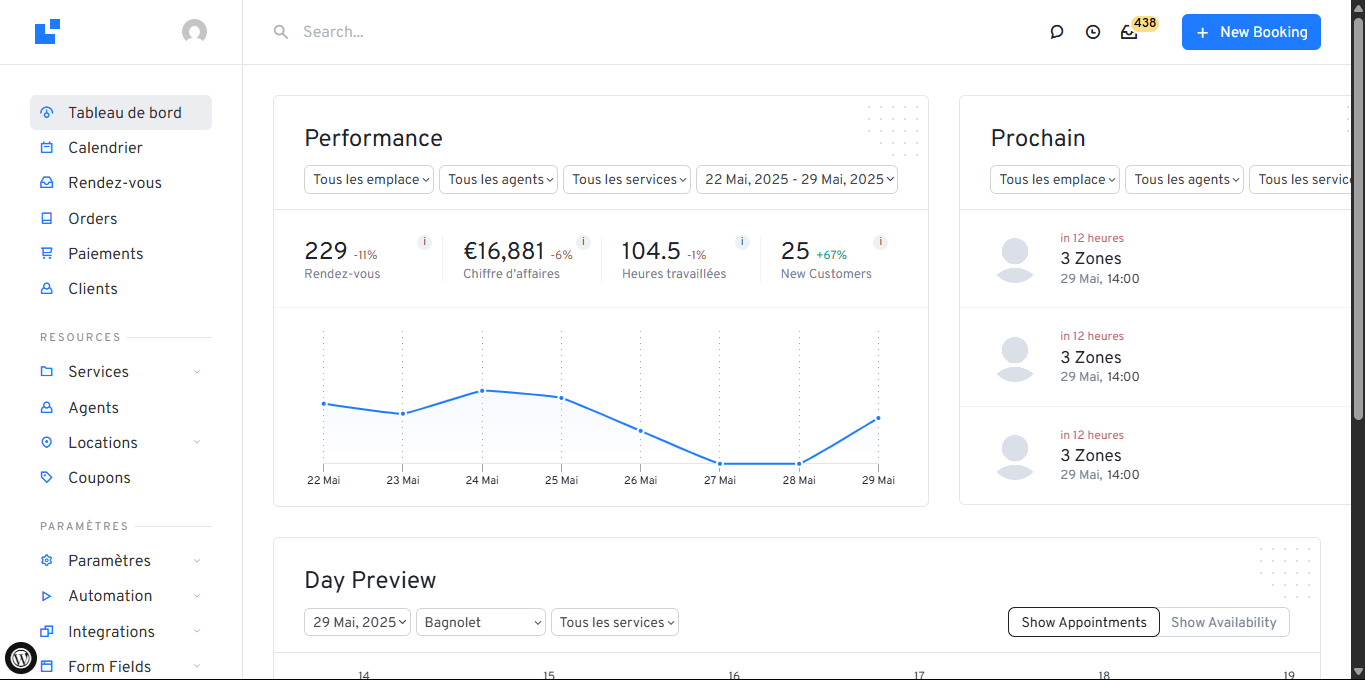 Search...
438
+ New Booking
Tableau de bord
Calendrier
Rendez-vous
Orders
Paiements
Clients
RESOURCES
Services
Agents
Locations
Coupons
PARAMÈTRES
Paramètres
Automation
Integrations
Form Fields
Performance
Tous les emplace
Tous les agents
Tous les services
22 Mai, 2025 - 29 Mai, 2025
229 -11% i
Rendez-vous
€16,881 -6% i
Chiffre d'affaires
104.5 -1% i
Heures travaillées
25 +67% i
New Customers
22 Mai 23 Mai 24 Mai 25 Mai 26 Mai 27 Mai 28 Mai 29 Mai
Prochain
Tous les emplace
Tous les agents
Tous les servic
in 12 heures
3 Zones
29 Mai, 14:00
in 12 heures
3 Zones
29 Mai, 14:00
in 12 heures
3 Zones
29 Mai, 14:00
Day Preview
29 Mai, 2025
Bagnolet
Tous les services
Show Appointments
Show Availability
14 15 16 17 18 19